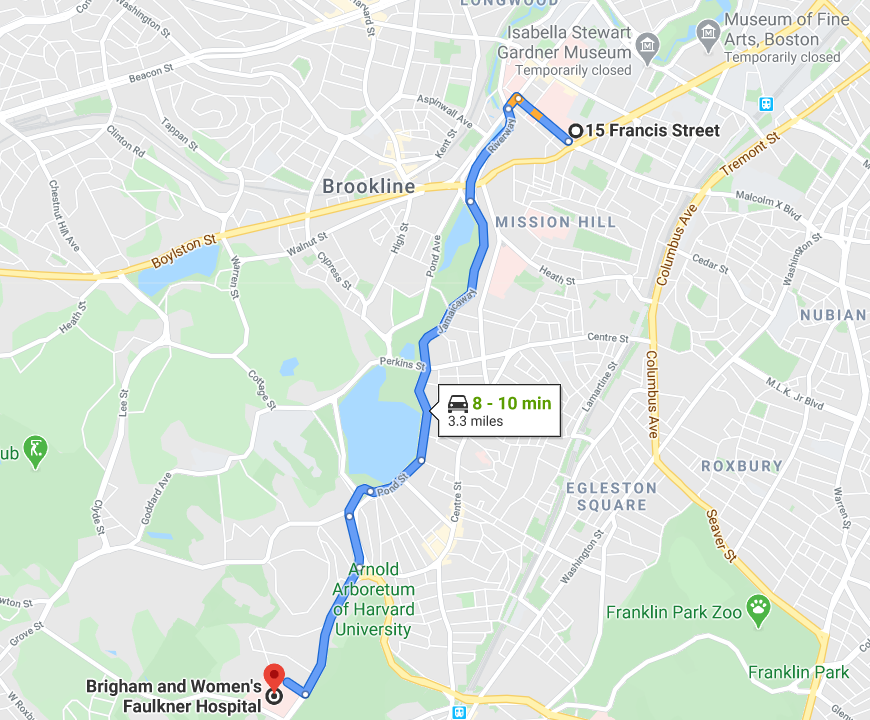 LONGWOOD
Washington St
Harvard St
Isabella Stewart
Gardner Museum
Temporarily closed
Museum of Fine
Arts, Boston
Temporarily closed
Beacon St
Aspinwall Ave
Tappan St
Clinton Rd
Kent St
Riverway
15 Francis Street
Tremont St
Brookline
Chestnut Hill Ave
MISSION HILL
Malcolm X Blvd
Columbus Ave
Boylston St
Walnut St
High St
Pond Ave
Cypress St
Warren St
Heath St
Cedar St
Washington St
Heath St
Jamaicaway
NUBIAN
Centre St
Perkins St
Lamartine St
Columbus Ave
Cottage St
Lee St
M.L.K. Jr Blvd
8 - 10 min
3.3 miles
ub
ROXBURY
Pond St
Centre St
EGLESTON
SQUARE
Goddard Ave
Clyde St
Warren St
Seaver St
Washington St
Arnold
Arboretum
of Harvard
University
Franklin Park Zoo
wton St
Grove St
Franklin Park
Brigham and Women's
Faulkner Hospital
W Roxbu